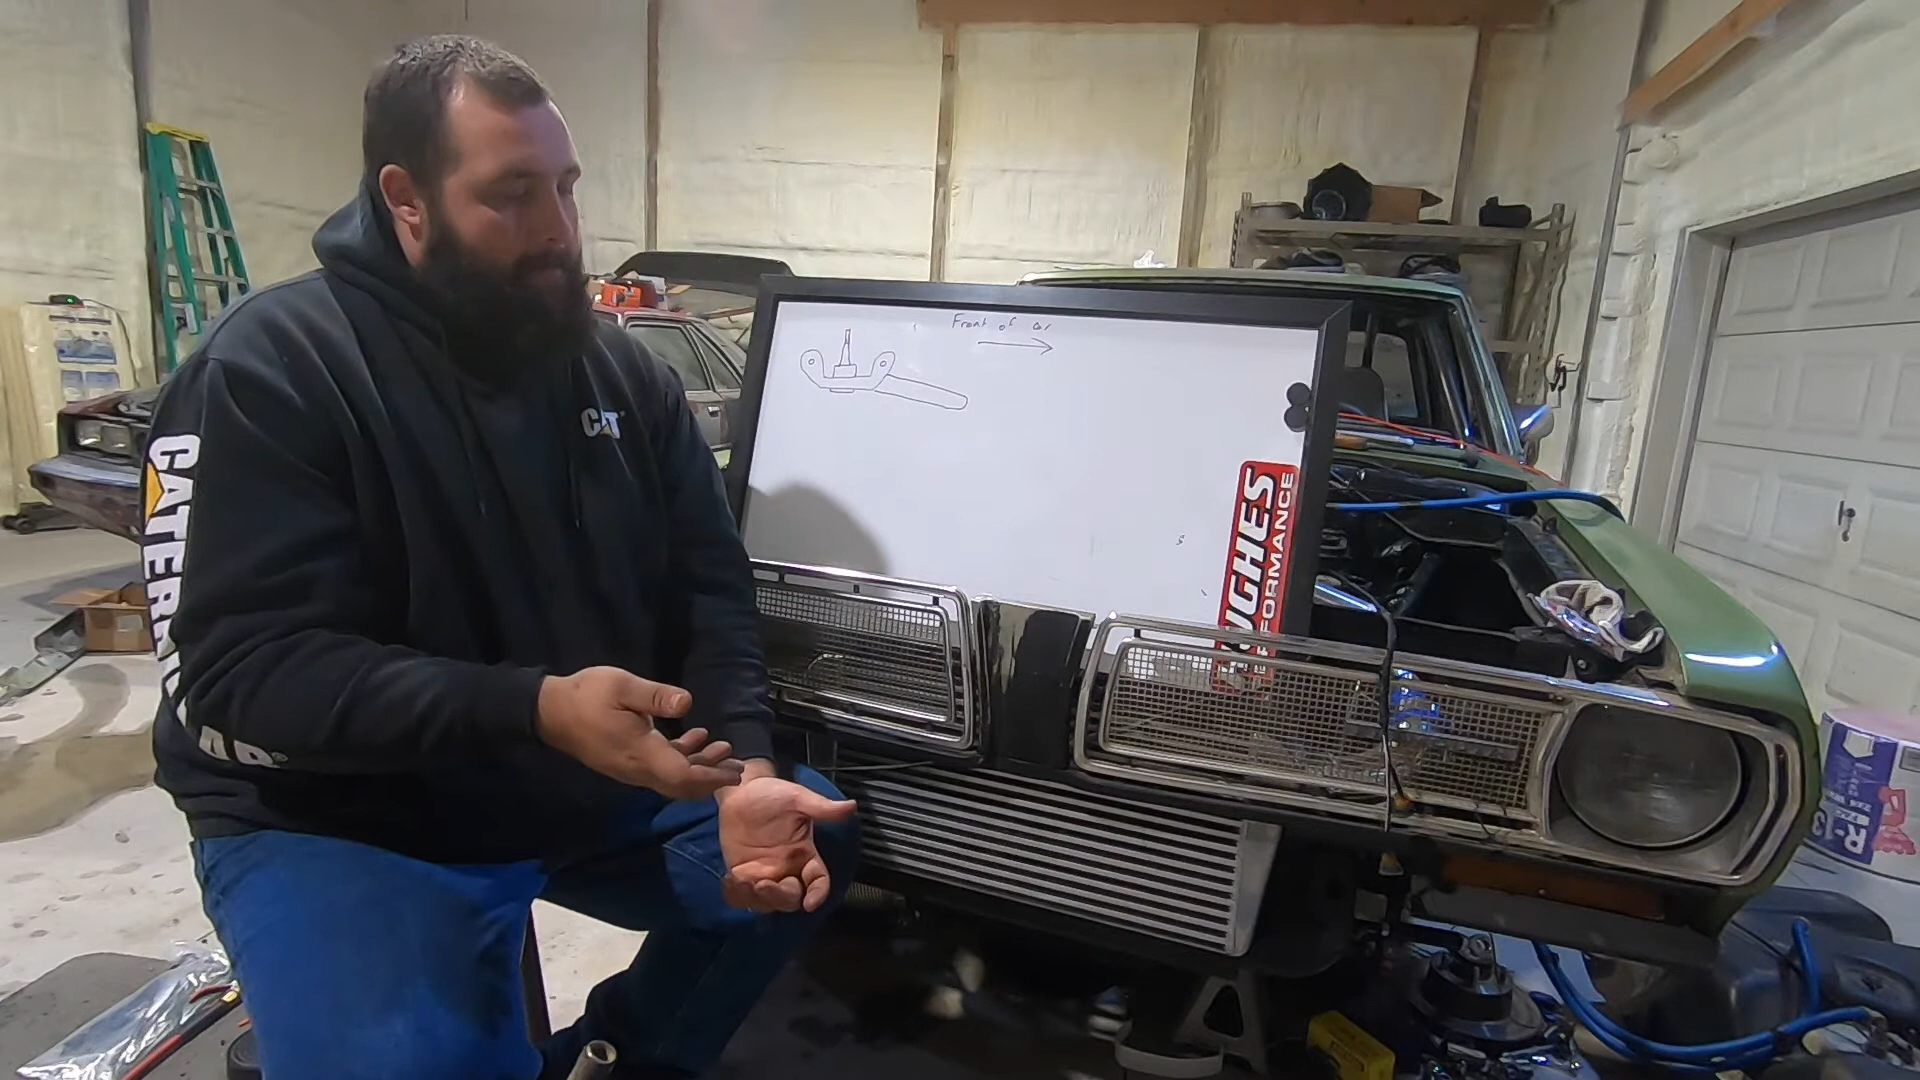 Front of car
CAT
CATERPILLAR
HUGHES
PERFORMANCE
R-13